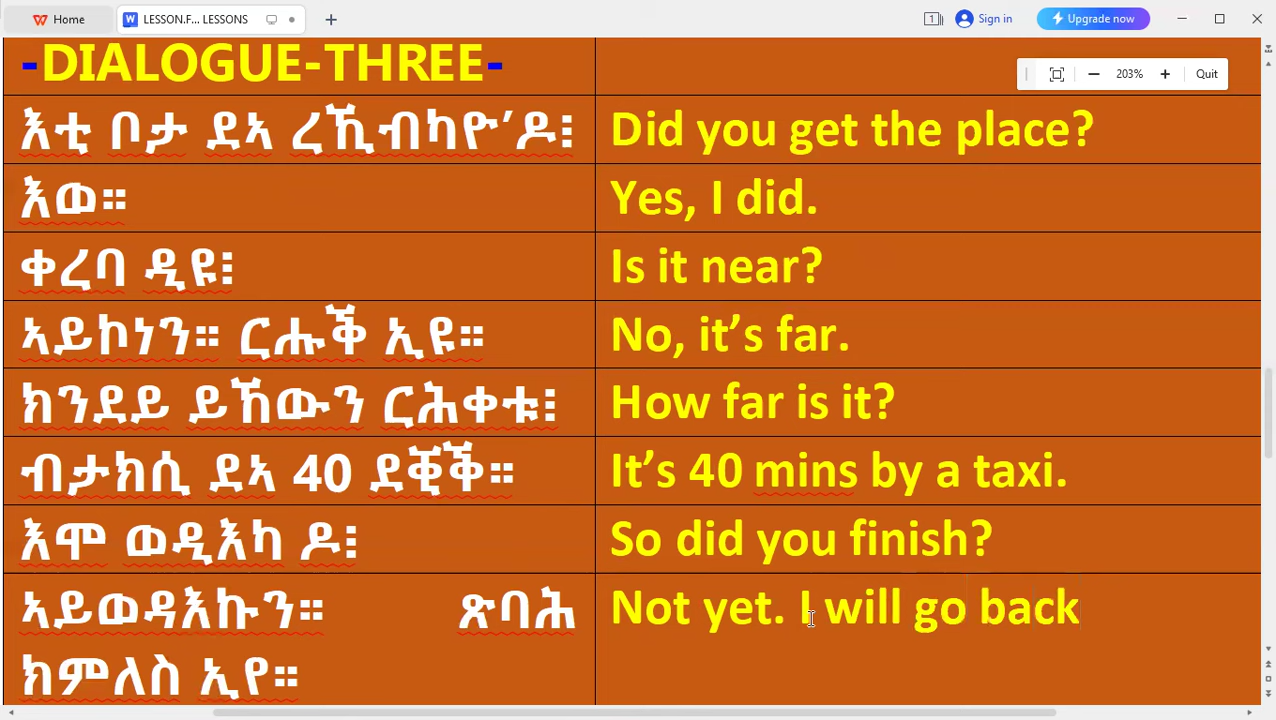 Home
LESSON.F... LESSONS
1
Sign in
Upgrade now
-DIALOGUE-THREE-
203%
Quit
እቲ ቦታ ደኣ ረኺብካዮ’ዶ፧
Did you get the place?
እወ።
Yes, I did.
ቀረባ ዲዩ፧
Is it near?
ኣይኮነን። ርሑቕ ኢዩ።
No, it’s far.
ክንደይ ይኸውን ርሕቀቱ፧
How far is it?
ብታክሲ ደኣ 40 ደቒቕ።
It’s 40 mins by a taxi.
እሞ ወዲእካ ዶ፧
So did you finish?
ኣይወዳእኩን። ጽባሕ
Not yet. I will go back
ክምለስ ኢየ።